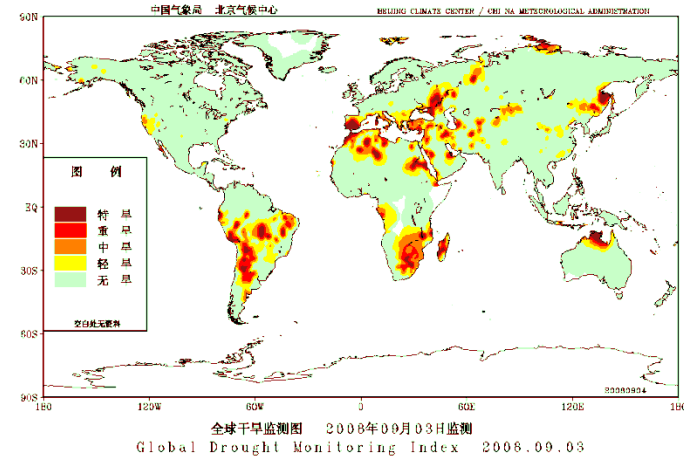 中国气象局 北京气候中心
BEIJING CLIMATE CENTER / CHI NA METEOROLOGICAL ADMINISTRATION
90N
60N
30N
EQ
30S
60S
90S
图 例
特 旱
重 旱
中 旱
轻 旱
无 旱
空白处无资料
20080904
180 120W 60W 0 60E 120E 180
全球干旱监测图 2008年09月03日监测
Global Drought Monitoring Index 2008.09.03